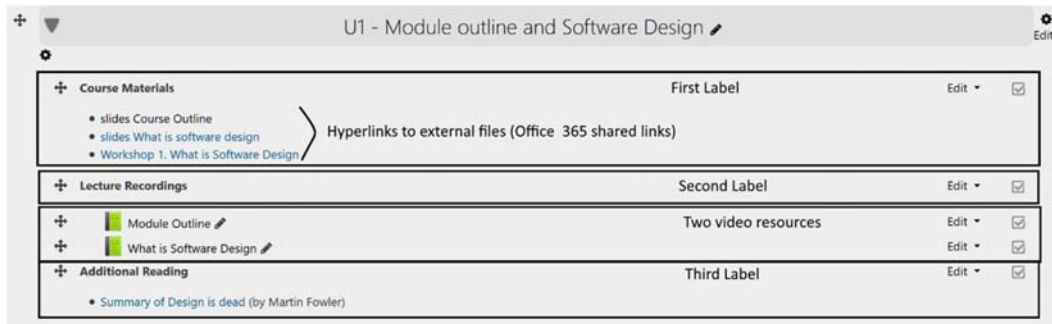 U1 - Module outline and Software Design
Edit
Course Materials First Label Edit
slides Course Outline
slides What is software design
Hyperlinks to external files (Office 365 shared links)
Workshop 1. What is Software Design
Lecture Recordings Second Label Edit
Module Outline Two video resources Edit
What is Software Design Edit
Additional Reading Third Label Edit
Summary of Design is dead (by Martin Fowler)